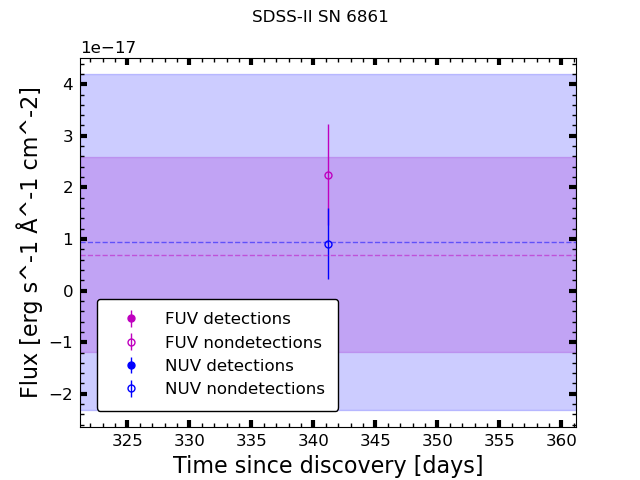 SDSS-II SN 6861
1e−17
Flux [erg s^-1 Å^-1 cm^-2]
4
3
2
1
0
−1
−2
FUV detections
FUV nondetections
NUV detections
NUV nondetections
325 330 335 340 345 350 355 360
Time since discovery [days]